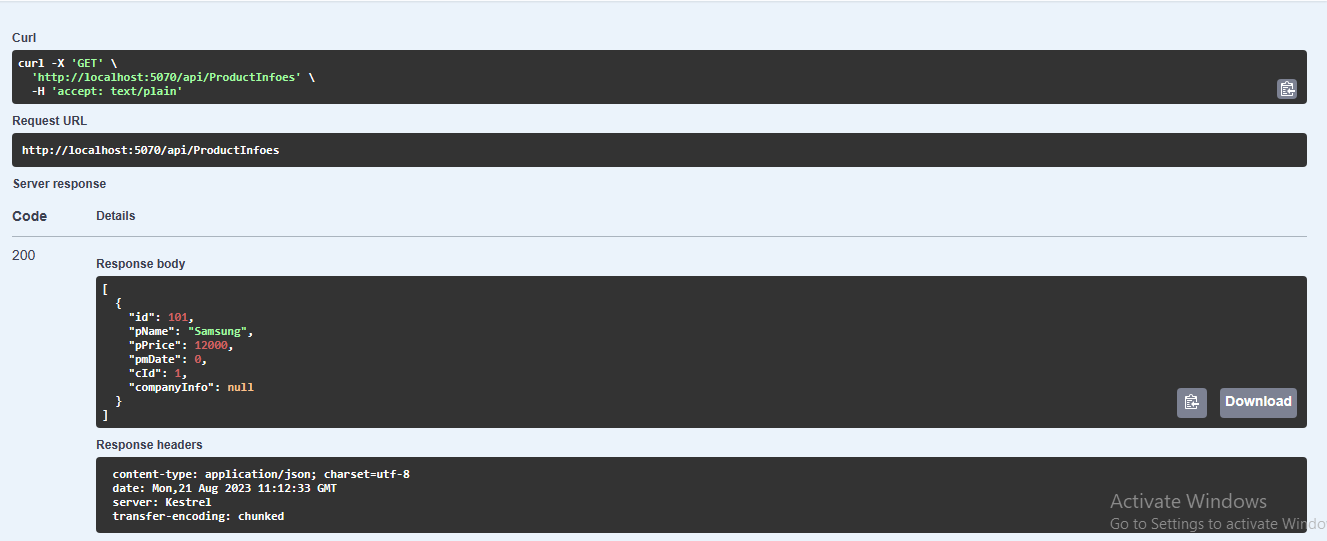 Curl
curl -X 'GET' \
'http://localhost:5070/api/ProductInfoes' \
-H 'accept: text/plain'
Request URL
http://localhost:5070/api/ProductInfoes
Server response
Code Details
200
Response body
[
{
"id": 101,
"pName": "Samsung",
"pPrice": 12000,
"pmDate": 0,
"cId": 1,
"companyInfo": null
}
]
Download
Response headers
content-type: application/json; charset=utf-8
date: Mon,21 Aug 2023 11:12:33 GMT
server: Kestrel
transfer-encoding: chunked
Activate Windows
Go to Settings to activate Windo